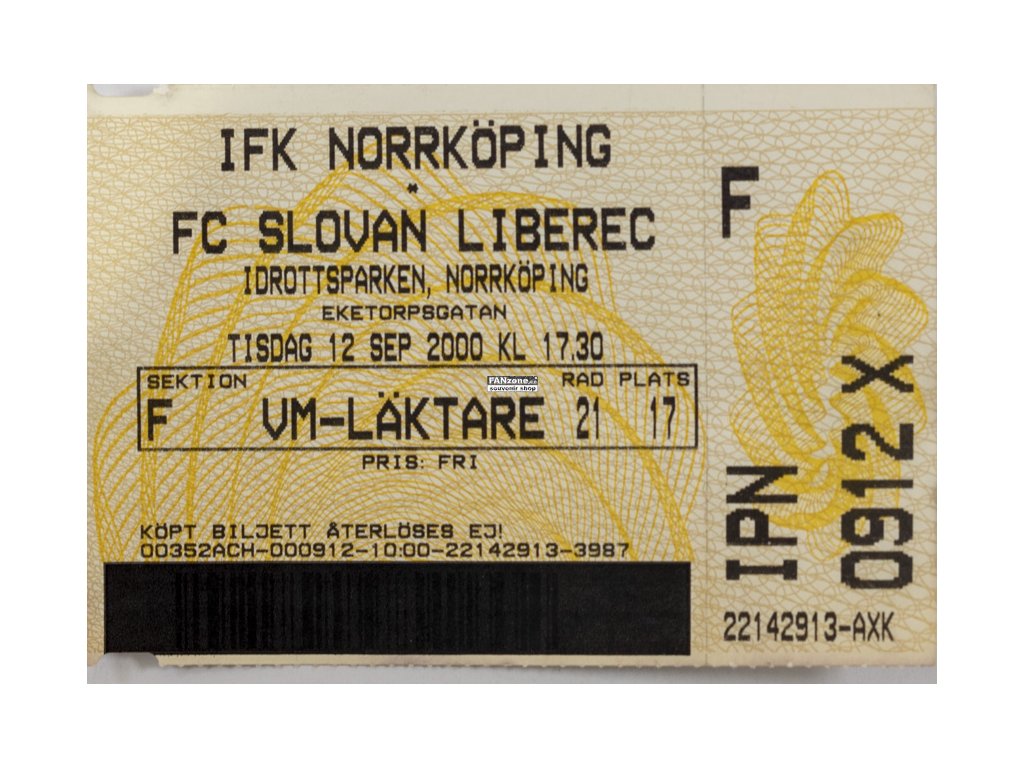 IFK NORRKÖPING
*
FC SLOVAN LIBEREC
IDROTTSPARKEN, NORRKÖPING
EKETORPSGATAN
TISDAG 12 SEP 2000 KL 17.30
SEKTION RAD PLATS
FANzone.cz
souvenir shop
F VM-LÄKTARE 21 17
PRIS: FRI
KÖPT BILJETT ÅTERLÖSES EJ!
00352ACH-000912-10:00-22142913-3987
F
IPN
0912 X
22142913-AXK